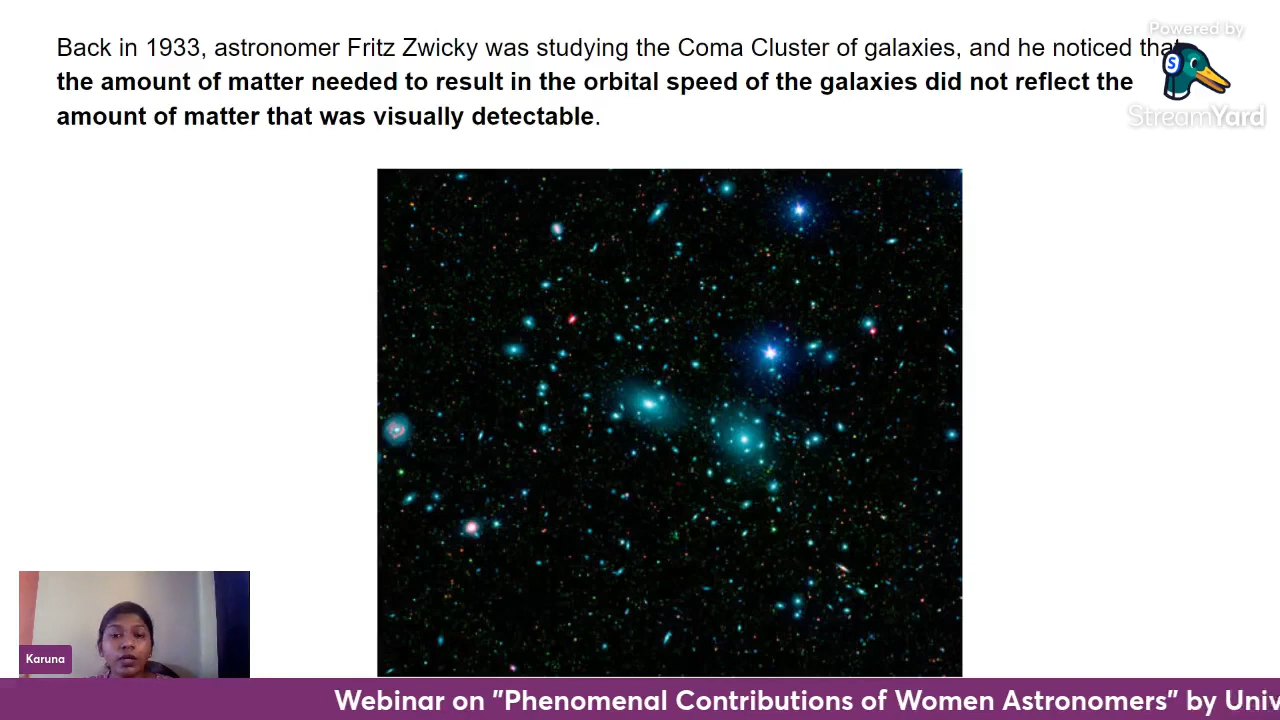 Powered by
Back in 1933, astronomer Fritz Zwicky was studying the Coma Cluster of galaxies, and he noticed that
the amount of matter needed to result in the orbital speed of the galaxies did not reflect the
amount of matter that was visually detectable.
S
StreamYard
Karuna
Webinar on "Phenomenal Contributions of Women Astronomers" by Univ